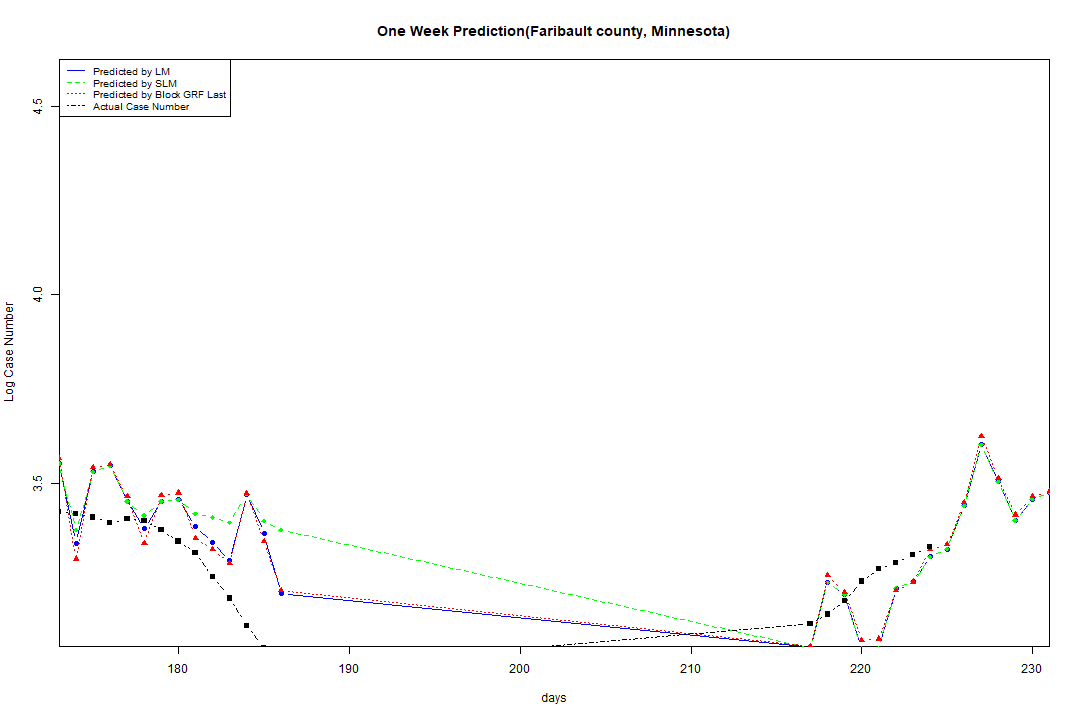 One Week Prediction(Faribault county, Minnesota)
Predicted by LM
Predicted by SLM
Predicted by Block GRF Last
Actual Case Number
4.5
4.0
3.5
Log Case Number
180 190 200 210 220 230
days